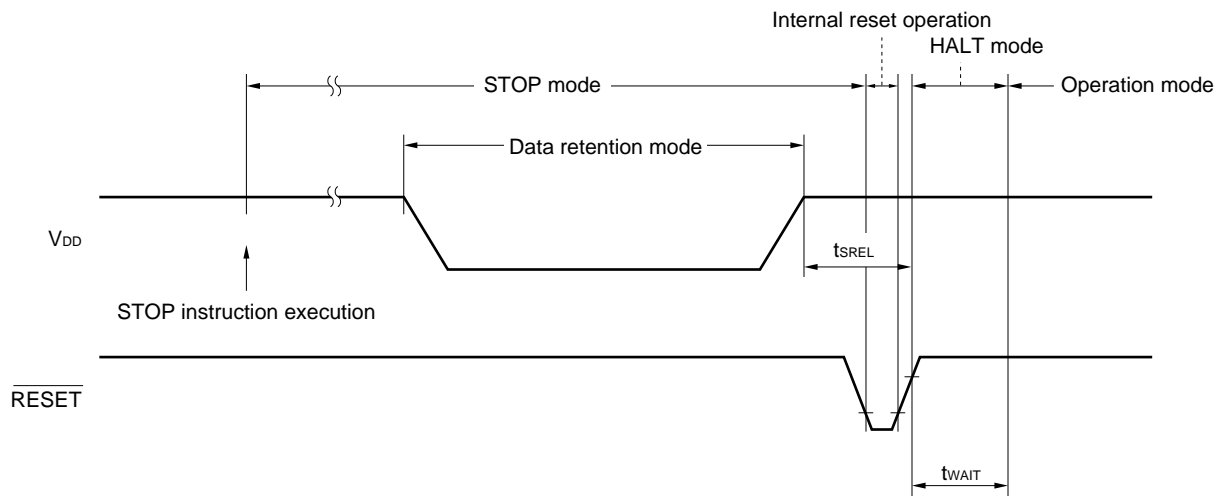 Internal reset operation
HALT mode
STOP mode
Operation mode
Data retention mode
VDD
tSREL
STOP instruction execution
RESET
tWAIT